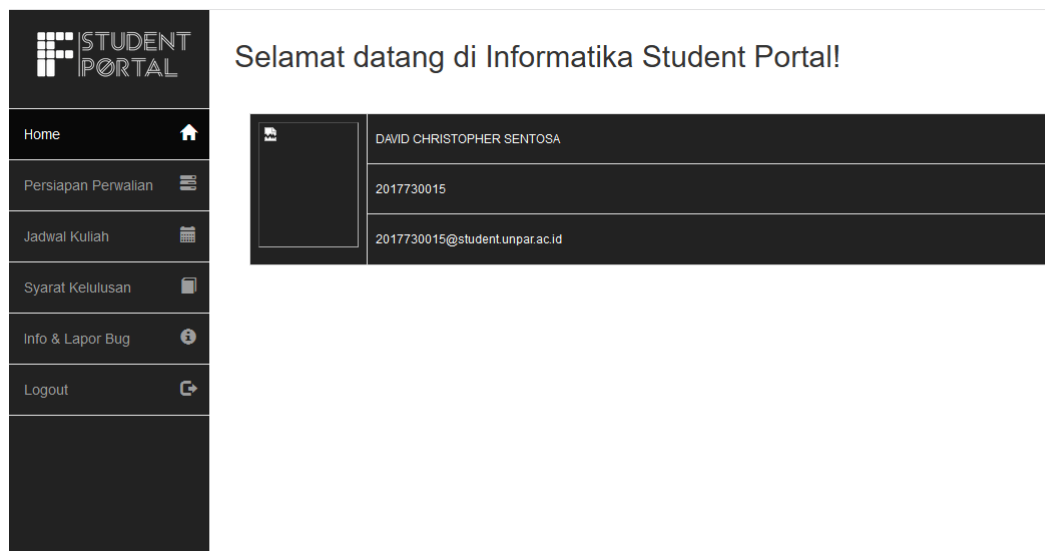 STUDENT
PØRTAL
Selamat datang di Informatika Student Portal!
Home
Persiapan Perwalian
Jadwal Kuliah
Syarat Kelulusan
Info & Lapor Bug
Logout
DAVID CHRISTOPHER SENTOSA
2017730015
2017730015@student.unpar.ac.id